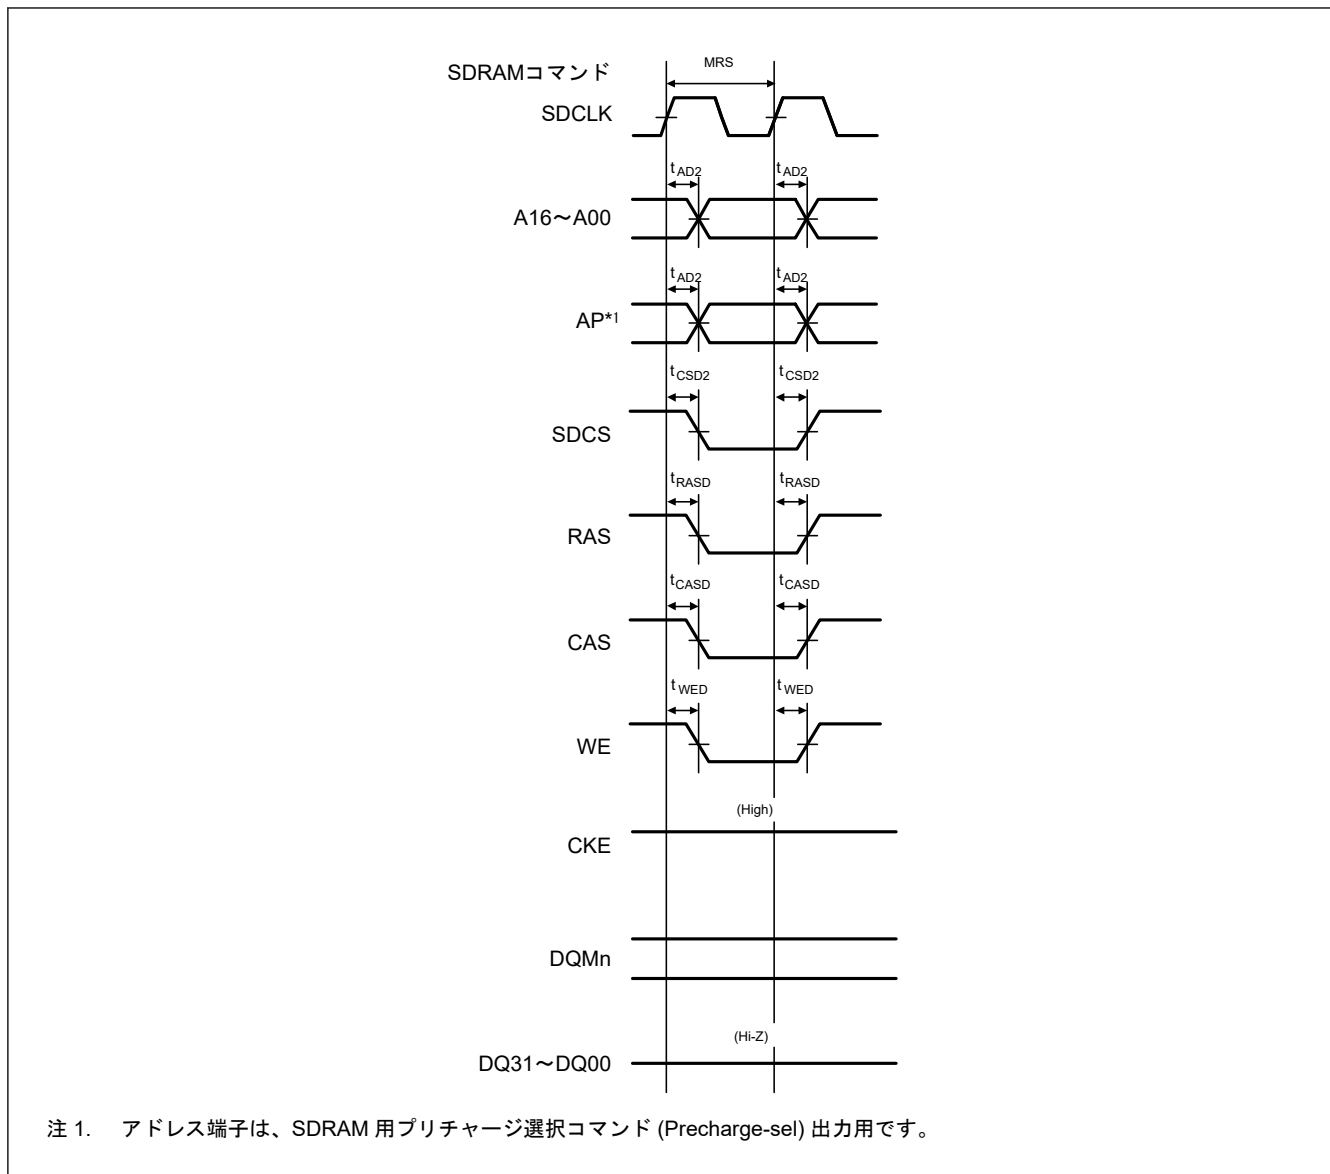 MRS
SDRAMコマンド
SDCLK
tAD2 tAD2
A16～A00
tAD2 tAD2
AP*1
tCSD2 tCSD2
SDCS
tRASD tRASD
RAS
tCASD tCASD
CAS
tWED tWED
WE
(High)
CKE
DQMn
(Hi-Z)
DQ31～DQ00
注 1. アドレス端子は、SDRAM 用プリチャージ選択コマンド (Precharge-sel) 出力用です。